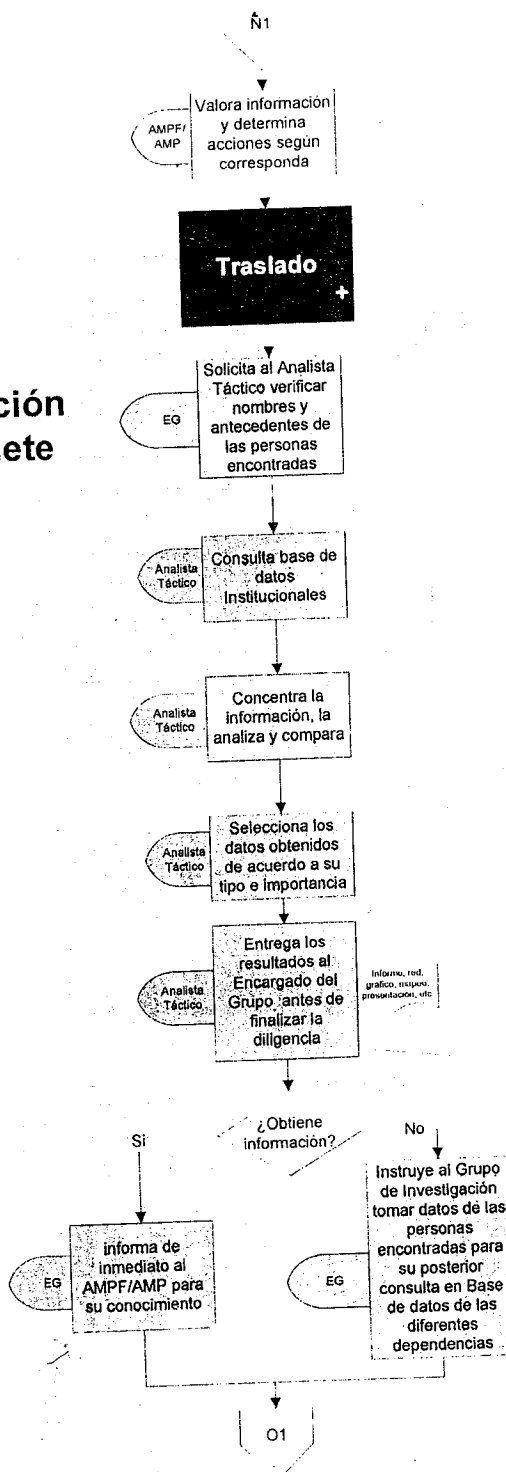 Ñ1
AMPF/
AMP
Valora información
y determina
acciones según
corresponda
Traslado
+
ción
ete
EG
Solicita al Analista
Táctico verificar
nombres y
antecedentes de
las personas
encontradas
Analista
Táctico
Consulta base de
datos
Institucionales
Analista
Táctico
Concentra la
información, la
analiza y compara
Analista
Táctico
Selecciona los
datos obtenidos
de acuerdo a su
tipo e importancia
Analista
Táctico
Entrega los
resultados al
Encargado del
Grupo antes de
finalizar la
diligencia
Informe, red,
gráfico,
presentación, etc
¿Obtiene
información?
Si
No
EG
informa de
inmediato al
AMPF/AMP para
su conocimiento
EG
Instruye al Grupo
de Investigación
tomar datos de las
personas
encontradas para
su posterior
consulta en Base
de datos de las
diferentes
dependencias
O1